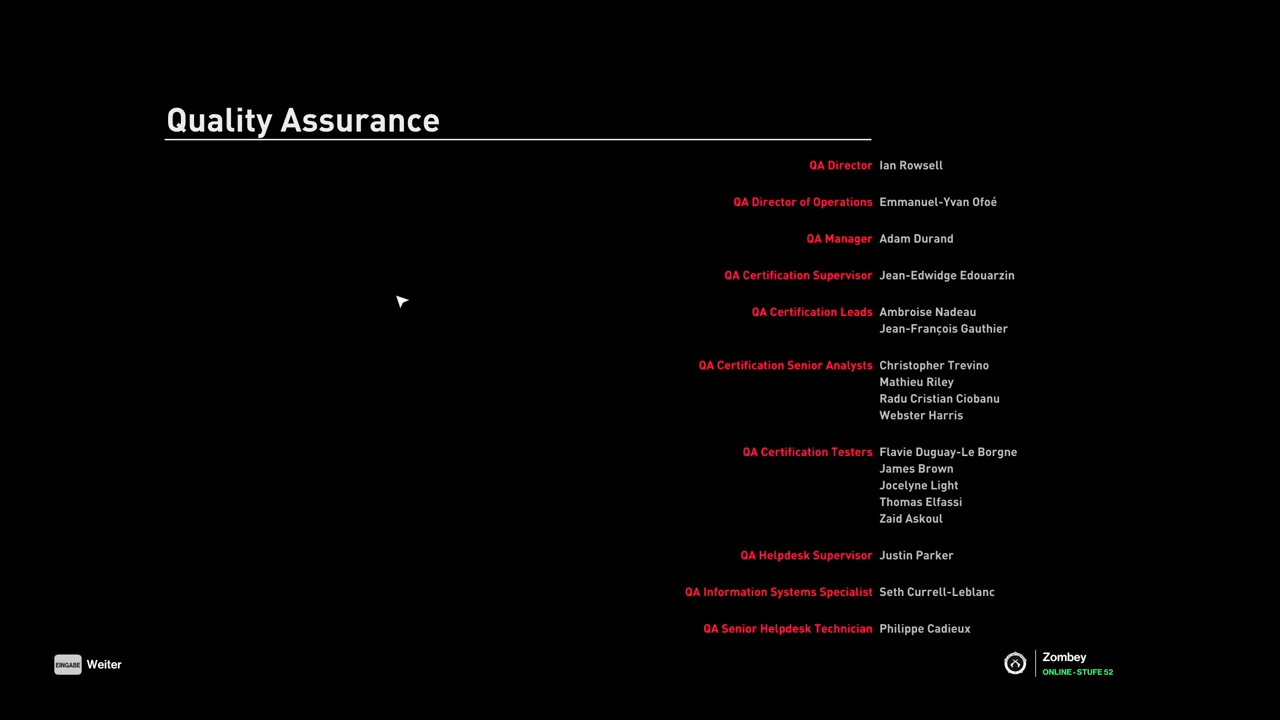 Quality Assurance
QA Director Ian Rowsell
QA Director of Operations Emmanuel-Yvan Ofoé
QA Manager Adam Durand
QA Certification Supervisor Jean-Edwidge Edouarzin
QA Certification Leads Ambroise Nadeau
Jean-François Gauthier
QA Certification Senior Analysts Christopher Trevino
Mathieu Riley
Radu Cristian Ciobanu
Webster Harris
QA Certification Testers Flavie Duguay-Le Borgne
James Brown
Jocelyne Light
Thomas Elfassi
Zaid Askoul
QA Helpdesk Supervisor Justin Parker
QA Information Systems Specialist Seth Currell-Leblanc
QA Senior Helpdesk Technician Philippe Cadieux
EINGABE Weiter
Zombey
ONLINE - STUFE 52